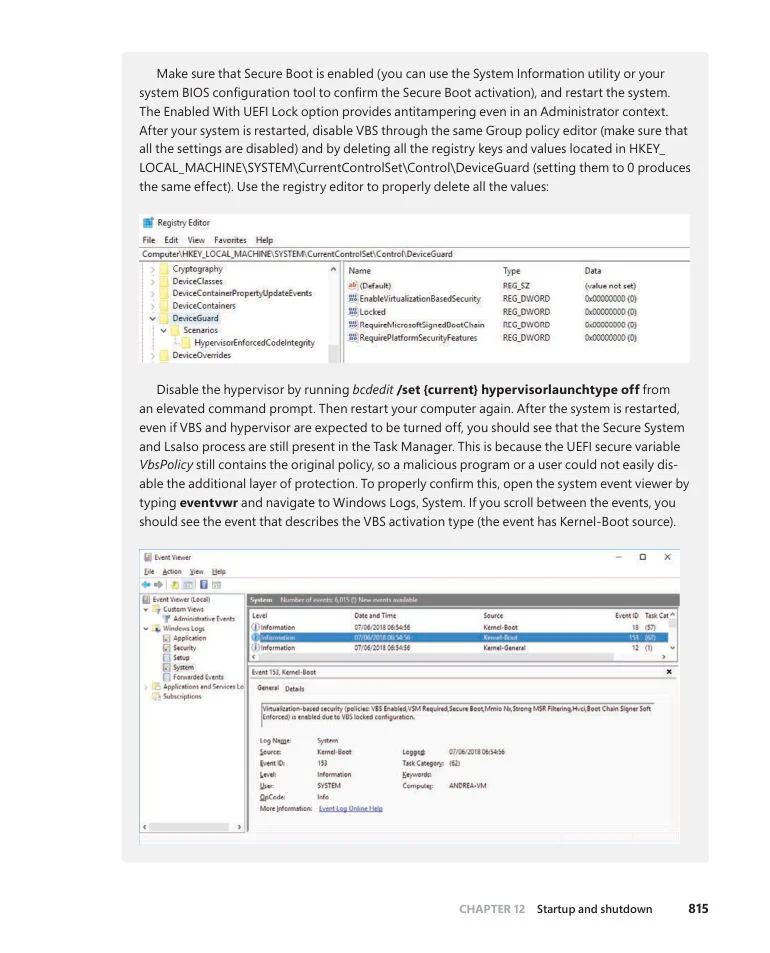 Make sure that Secure Boot is enabled (you can use the System Information utility or your
system BIOS configuration tool to confirm the Secure Boot activation), and restart the system.
The Enabled With UEFI Lock option provides antitampering even in an Administrator context.
After your system is restarted, disable VBS through the same Group policy editor (make sure that
all the settings are disabled) and by deleting all the registry keys and values located in HKEY_
LOCAL_MACHINE\SYSTEM\CurrentControlSet\Control\DeviceGuard (setting them to 0 produces
the same effect). Use the registry editor to properly delete all the values:
Registry Editor
File Edit View Favorites Help
Computer\HKEY_LOCAL_MACHINE\SYSTEM\CurrentControlSet\Control\DeviceGuard
Cryptography
DeviceClasses
DeviceContainerPropertyUpdateEvents
DeviceContainers
DeviceGuard
Scenarios
HypervisorEnforcedCodeIntegrity
DeviceOverrides
Name Type Data
(Default) REG_SZ (value not set)
EnableVirtualizationBasedSecurity REG_DWORD 0x00000000 (0)
Locked REG_DWORD 0x00000000 (0)
RequireMicrosoftSignedBootChain REG_DWORD 0x00000000 (0)
RequirePlatformSecurityFeatures REG_DWORD 0x00000000 (0)
Disable the hypervisor by running bcdedit /set {current} hypervisorlaunchtype off from
an elevated command prompt. Then restart your computer again. After the system is restarted,
even if VBS and hypervisor are expected to be turned off, you should see that the Secure System
and LsaIso process are still present in the Task Manager. This is because the UEFI secure variable
VbsPolicy still contains the original policy, so a malicious program or a user could not easily dis-
able the additional layer of protection. To properly confirm this, open the system event viewer by
typing eventvwr and navigate to Windows Logs, System. If you scroll between the events, you
should see the event that describes the VBS activation type (the event has Kernel-Boot source).
Event Viewer
File Action View Help
Event Viewer (Local)
Custom Views
Administrative Events
Windows Logs
Application
Security
Setup
System
Forwarded Events
Applications and Services Lo
Subscriptions
System Number of events: 6,015 (!) New events available
Level Date and Time Source Event ID Task Cat
Information 07/06/2018 06:54:56 Kernel-Boot 18 (57)
Information 07/06/2018 06:54:56 Kernel-Boot 153 (62)
Information 07/06/2018 06:54:56 Kernel-General 12 (1)
Event 153, Kernel-Boot
General Details
Virtualization-based security (policies: VBS Enabled,VSM Required,Secure Boot,Mmio Nx,Strong MSR Filtering,Hvci,Boot Chain Signer Soft
Enforced) is enabled due to VBS locked configuration.
Log Name: System
Source: Kernel-Boot Logged: 07/06/2018 06:54:56
Event ID: 153 Task Category: (62)
Level: Information Keywords:
User: SYSTEM Computer: ANDREA-VM
OpCode: Info
More Information: Event Log Online Help
CHAPTER 12 Startup and shutdown 815